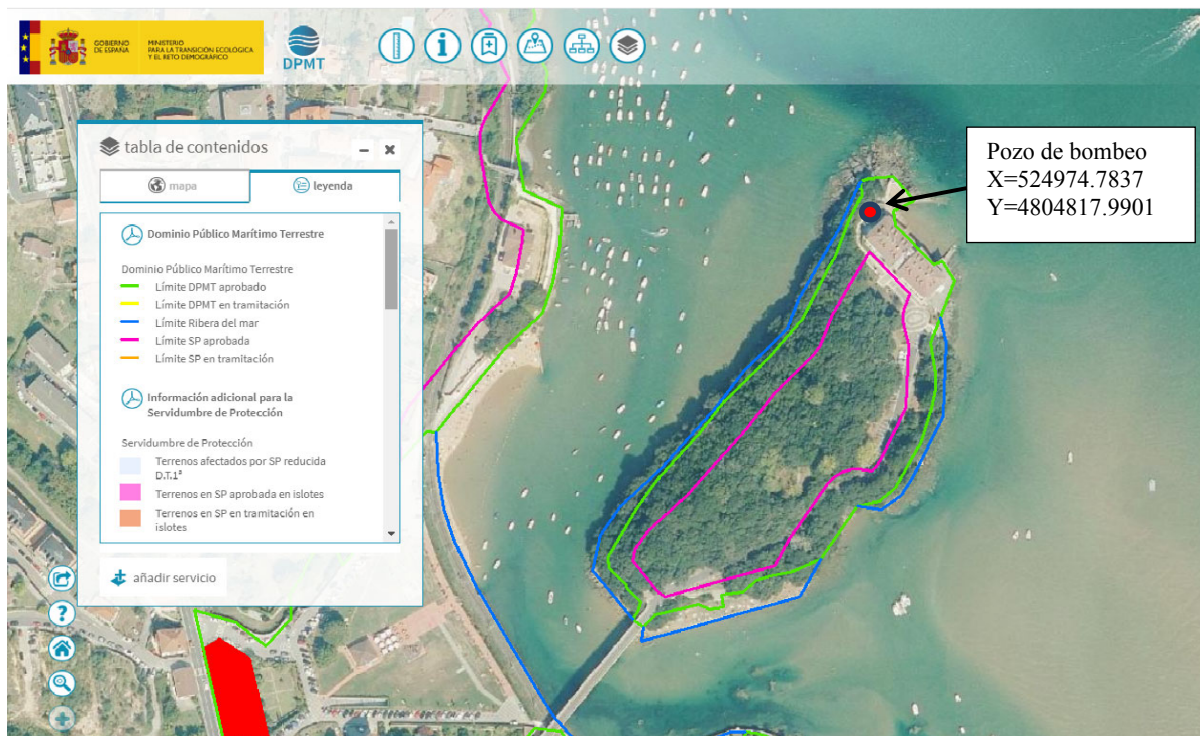 GOBIERNO
DE ESPAÑA
MINISTERIO
PARA LA TRANSICIÓN ECOLÓGICA
Y EL RETO DEMOGRÁFICO
DPMT
tabla de contenidos
mapa
leyenda
Dominio Público Marítimo Terrestre
Dominio Público Marítimo Terrestre
Límite DPMT aprobado
Límite DPMT en tramitación
Límite Ribera del mar
Límite SP aprobada
Límite SP en tramitación
Información adicional para la
Servidumbre de Protección
Servidumbre de Protección
Terrenos afectados por SP reducida
D.T.1ª
Terrenos en SP aprobada en islotes
Terrenos en SP en tramitación en
islotes
añadir servicio
Pozo de bombeo
X=524974.7837
Y=4804817.9901